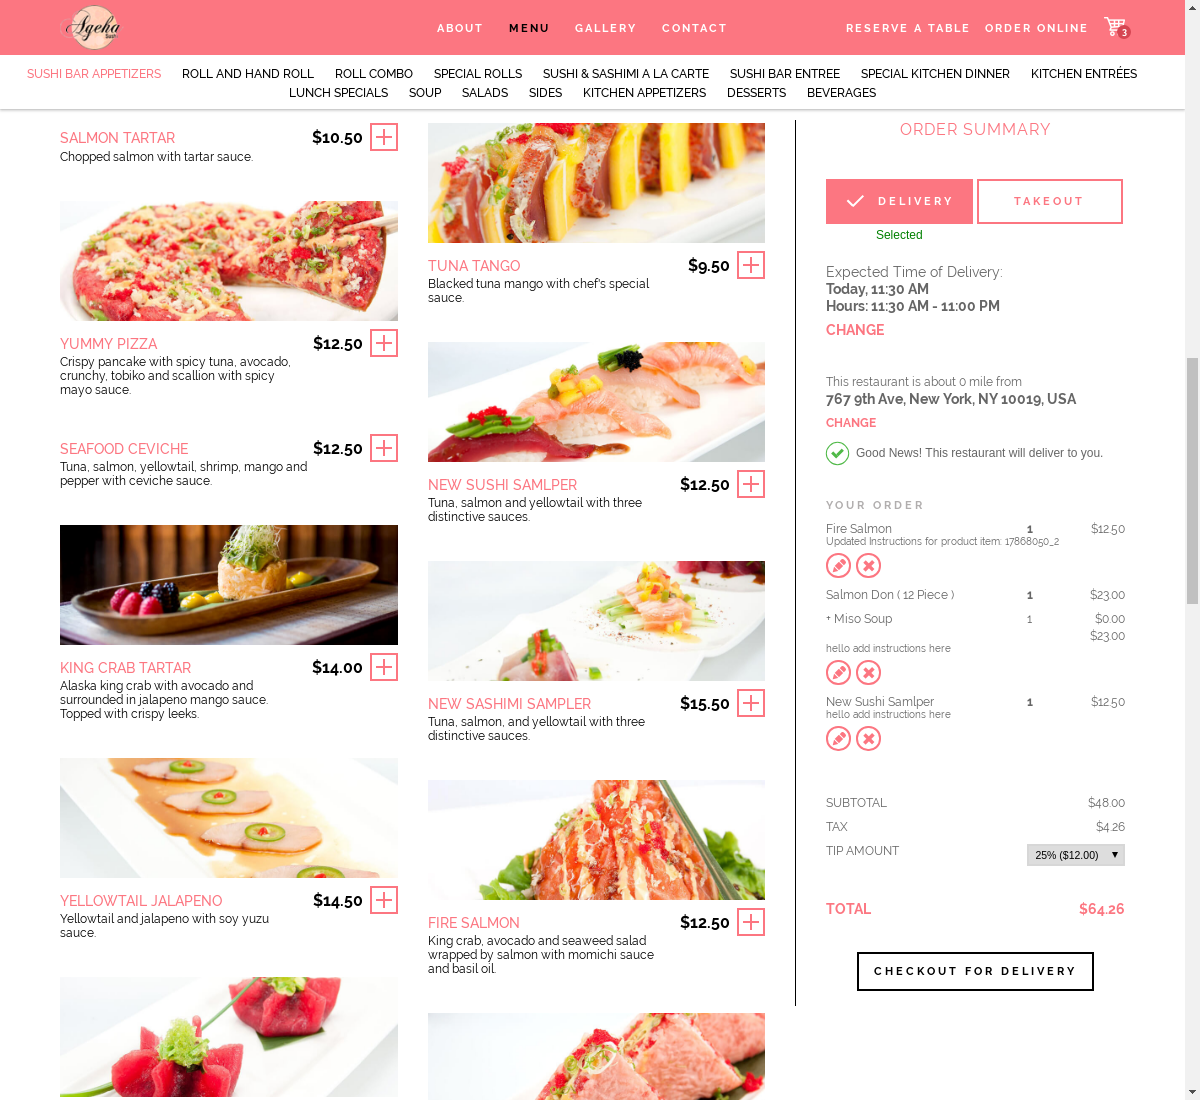 Ageha
Sushi
ABOUT
MENU
GALLERY
CONTACT
RESERVE A TABLE
ORDER ONLINE
3
SUSHI BAR APPETIZERS
ROLL AND HAND ROLL
ROLL COMBO
SPECIAL ROLLS
SUSHI & SASHIMI A LA CARTE
SUSHI BAR ENTREE
SPECIAL KITCHEN DINNER
KITCHEN ENTRÉES
LUNCH SPECIALS
SOUP
SALADS
SIDES
KITCHEN APPETIZERS
DESSERTS
BEVERAGES
SALMON TARTAR $10.50
Chopped salmon with tartar sauce.
YUMMY PIZZA $12.50
Crispy pancake with spicy tuna, avocado,
crunchy, tobiko and scallion with spicy
mayo sauce.
SEAFOOD CEVICHE $12.50
Tuna, salmon, yellowtail, shrimp, mango and
pepper with ceviche sauce.
KING CRAB TARTAR $14.00
Alaska king crab with avocado and
surrounded in jalapeno mango sauce.
Topped with crispy leeks.
YELLOWTAIL JALAPENO $14.50
Yellowtail and jalapeno with soy yuzu
sauce.
TUNA TANGO $9.50
Blacked tuna mango with chef's special
sauce.
NEW SUSHI SAMLPER $12.50
Tuna, salmon and yellowtail with three
distinctive sauces.
NEW SASHIMI SAMPLER $15.50
Tuna, salmon, and yellowtail with three
distinctive sauces.
FIRE SALMON $12.50
King crab, avocado and seaweed salad
wrapped by salmon with momichi sauce
and basil oil.
ORDER SUMMARY
DELIVERY
TAKEOUT
Selected
Expected Time of Delivery:
Today, 11:30 AM
Hours: 11:30 AM - 11:00 PM
CHANGE
This restaurant is about 0 mile from
767 9th Ave, New York, NY 10019, USA
CHANGE
Good News! This restaurant will deliver to you.
YOUR ORDER
Fire Salmon 1 $12.50
Updated Instructions for product item: 17868050_2
Salmon Don ( 12 Piece ) 1 $23.00
+ Miso Soup 1 $0.00
$23.00
hello add instructions here
New Sushi Samlper 1 $12.50
hello add instructions here
SUBTOTAL $48.00
TAX $4.26
TIP AMOUNT 25% ($12.00)
TOTAL $64.26
CHECKOUT FOR DELIVERY